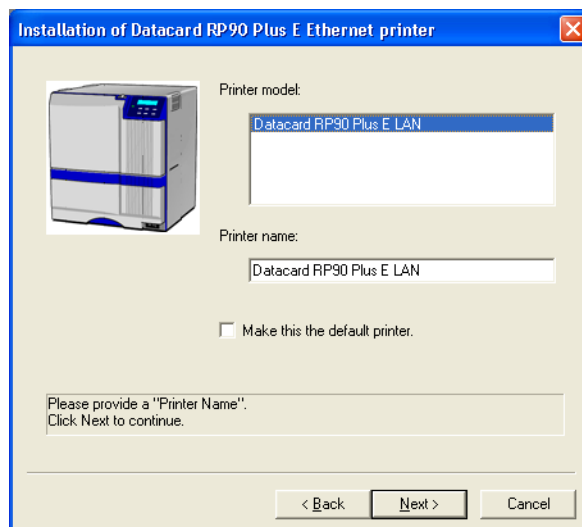 Installation of Datacard RP90 Plus E Ethernet printer
Printer model:
Datacard RP90 Plus E LAN
Printer name:
Datacard RP90 Plus E LAN
Make this the default printer.
Please provide a "Printer Name".
Click Next to continue.
< Back
Next >
Cancel